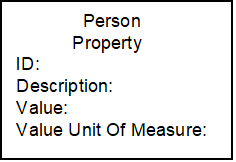 Person
Property
ID:
Description:
Value:
Value Unit Of Measure: